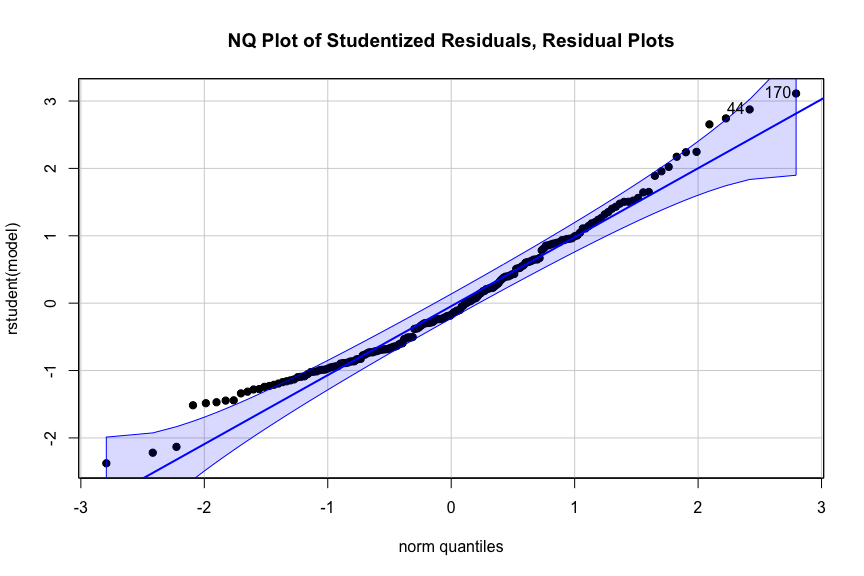 NQ Plot of Studentized Residuals, Residual Plots
3
2
1
0
-1
-2
rstudent(model)
170
44
-3 -2 -1 0 1 2 3
norm quantiles